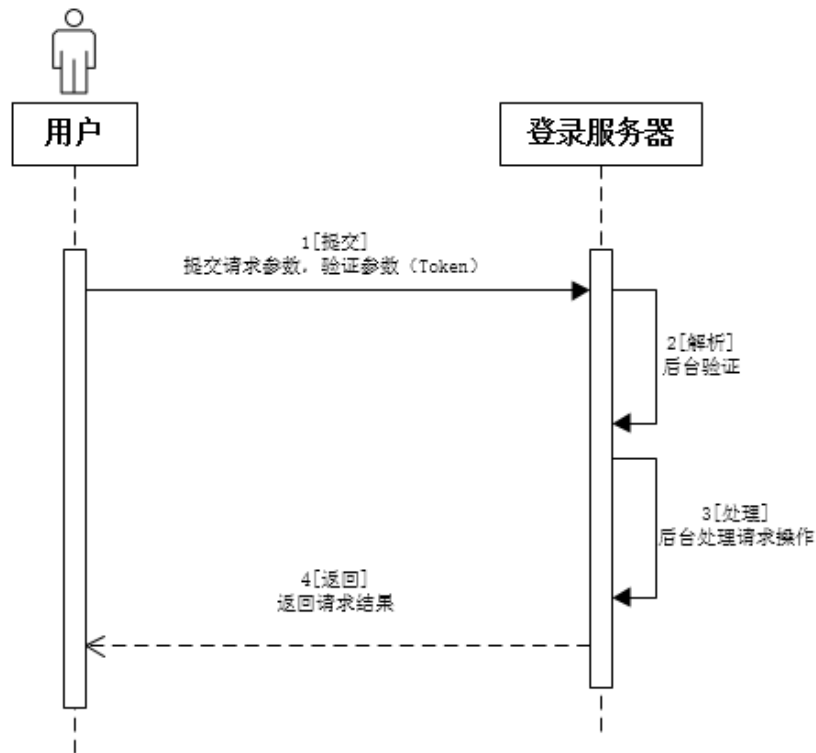 用户
登录服务器
1[提交]
提交请求参数，验证参数（Token）
2[解析]
后台验证
3[处理]
后台处理请求操作
4[返回]
返回请求结果